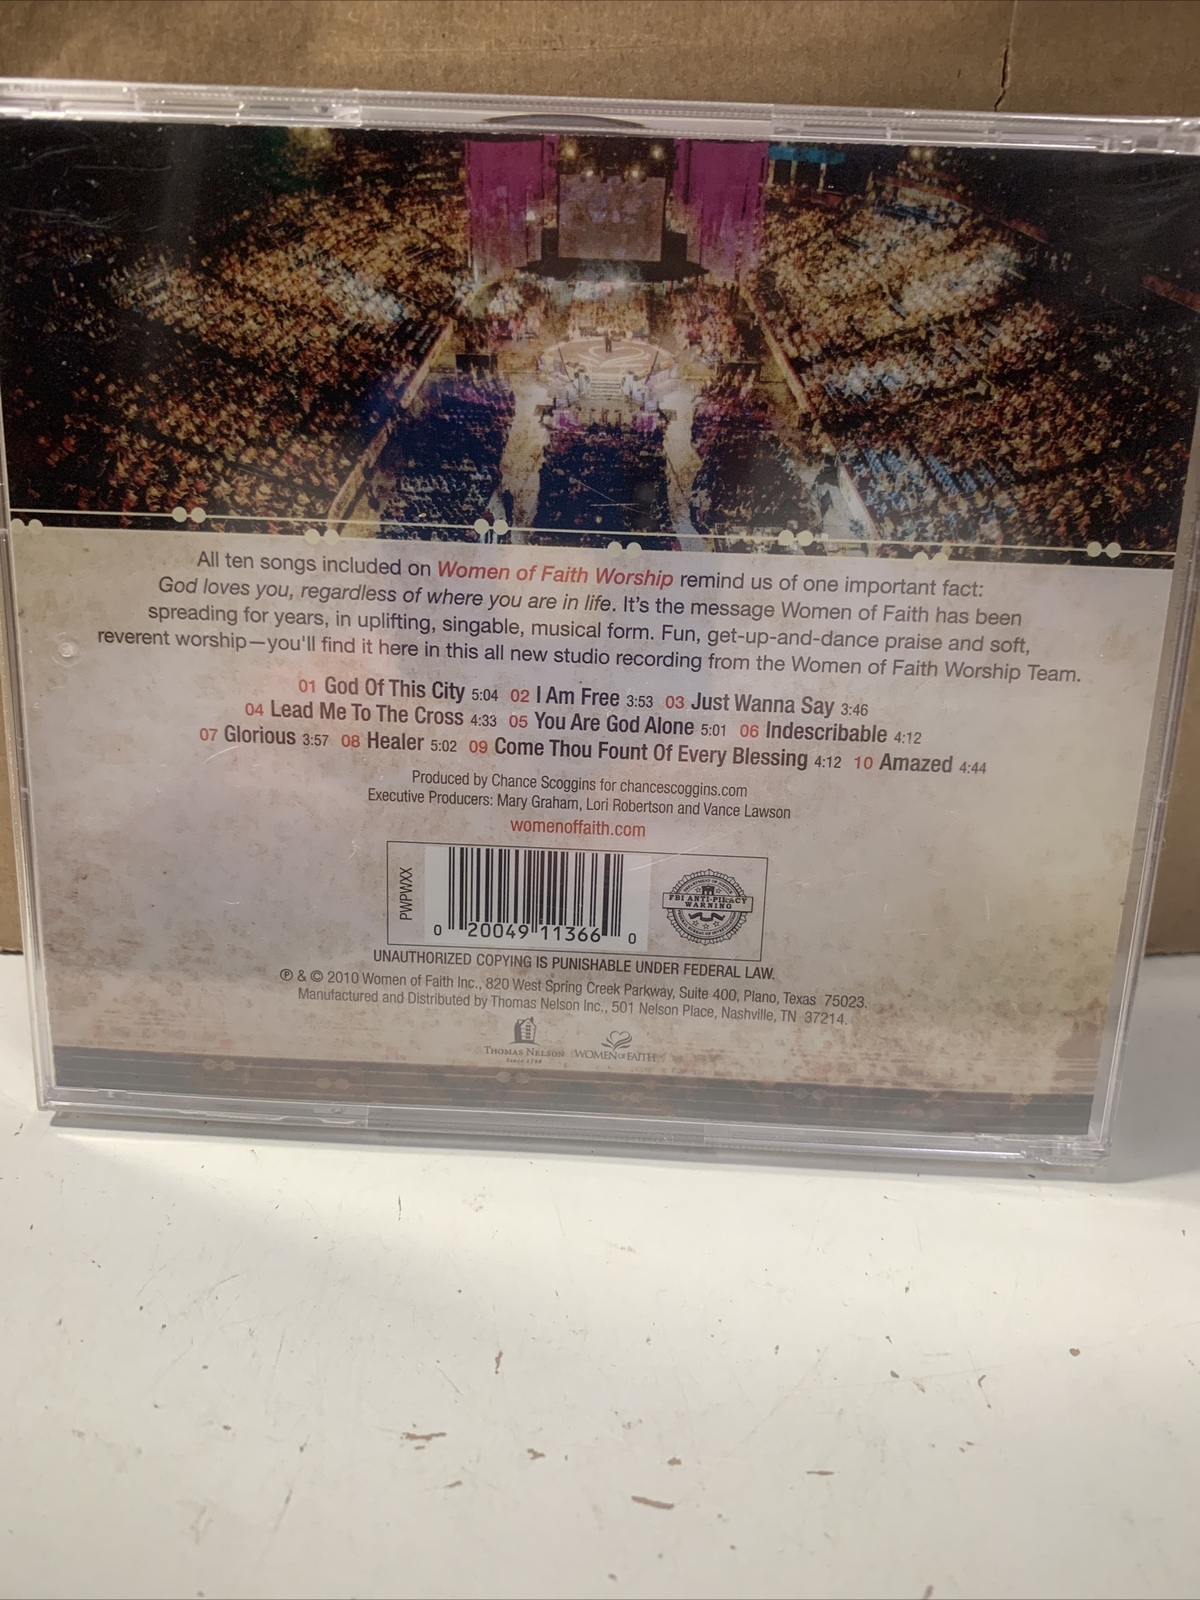 All ten songs included on Women of Faith Worship remind us of one important fact:
God loves you, regardless of where you are in life. It's the message Women of Faith has been
spreading for years, in uplifting, singable, musical form. Fun, get-up-and-dance praise and soft,
reverent worship—you'll find it here in this all new studio recording from the Women of Faith Worship Team.
01 God Of This City 5:04 02 I Am Free 3:53 03 Just Wanna Say 3:46
04 Lead Me To The Cross 4:33 05 You Are God Alone 5:01 06 Indescribable 4:12
07 Glorious 3:57 08 Healer 5:02 09 Come Thou Fount Of Every Blessing 4:12 10 Amazed 4:44
Produced by Chance Scoggins for chancescoggins.com
Executive Producers: Mary Graham, Lori Robertson and Vance Lawson
womenoffaith.com
PWPWXX
0 20049 11366 0
FBI ANTI-PIRACY
WARNING
UNAUTHORIZED COPYING IS PUNISHABLE UNDER FEDERAL LAW.
℗ & © 2010 Women of Faith Inc., 820 West Spring Creek Parkway, Suite 400, Plano, Texas 75023.
Manufactured and Distributed by Thomas Nelson Inc., 501 Nelson Place, Nashville, TN 37214.
THOMAS NELSON
Since 1798
WOMEN OF FAITH